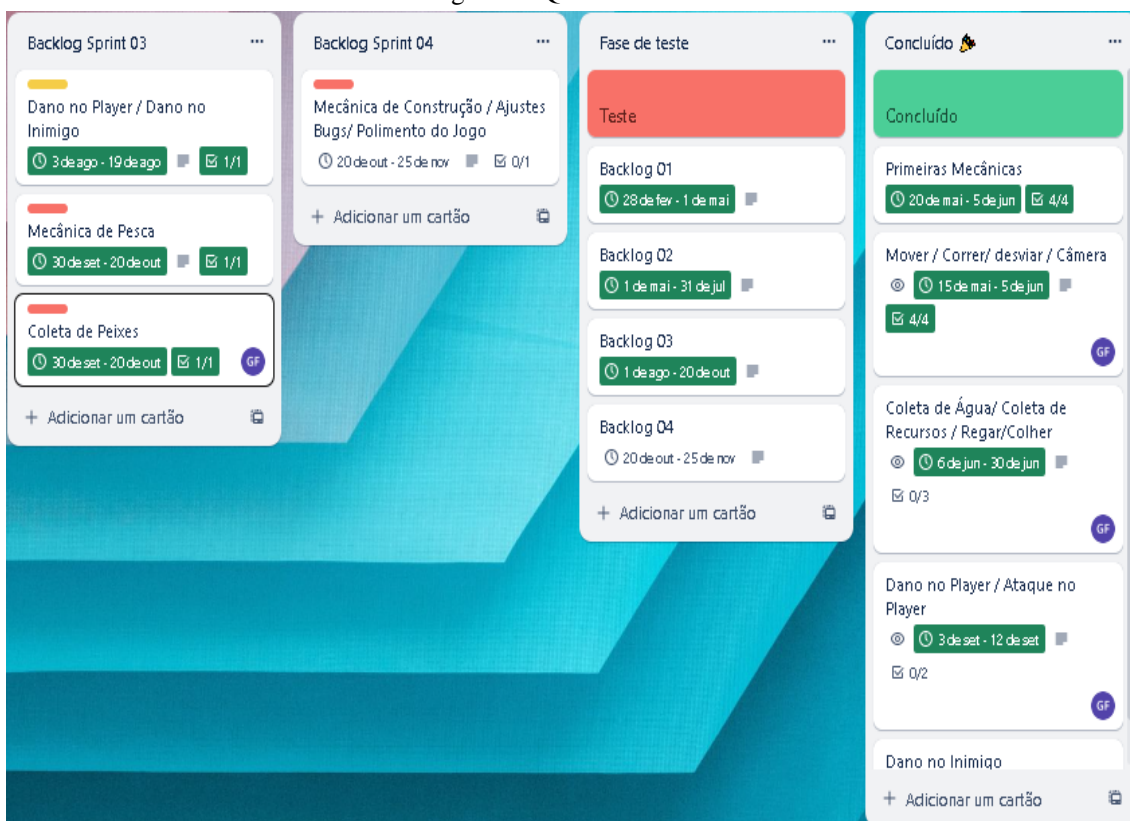 Backlog Sprint 03
Dano no Player / Dano no
Inimigo
3 de ago - 19 de ago 1/1
Mecânica de Pesca
30 de set - 20 de out 1/1
Coleta de Peixes
30 de set - 20 de out 1/1 GF
+ Adicionar um cartão
Backlog Sprint 04
Mecânica de Construção / Ajustes
Bugs/ Polimento do Jogo
20 de out - 25 de nov 0/1
+ Adicionar um cartão
Fase de teste
Teste
Backlog 01
28 de fev - 1 de mai
Backlog 02
1 de mai - 31 de jul
Backlog 03
1 de ago - 20 de out
Backlog 04
20 de out - 25 de nov
+ Adicionar um cartão
Concluído
Concluído
Primeiras Mecânicas
20 de mai - 5 de jun 4/4
Mover / Correr/ desviar / Câmera
15 de mai - 5 de jun
4/4
GF
Coleta de Água/ Coleta de
Recursos / Regar/Colher
6 de jun - 30 de jun
0/3
GF
Dano no Player / Ataque no
Player
3 de set - 12 de set
0/2
GF
Dano no Inimigo
+ Adicionar um cartão